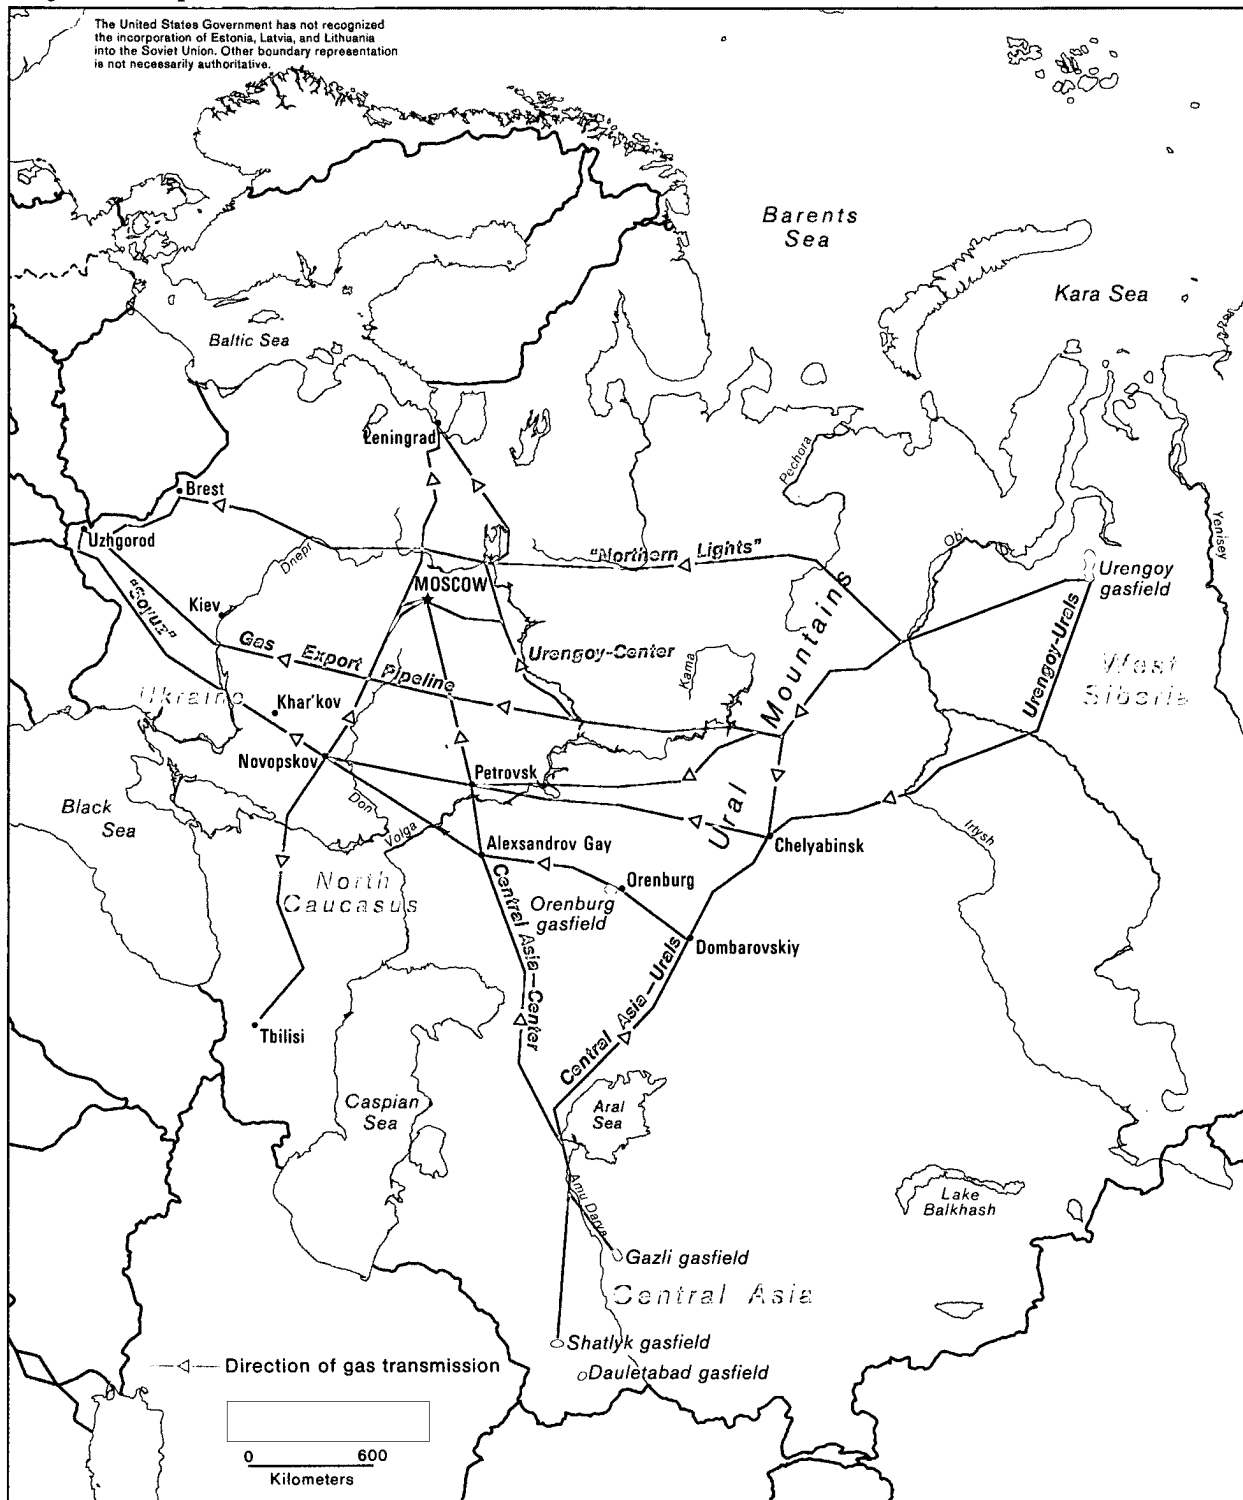 The United States Government has not recognized
the incorporation of Estonia, Latvia, and Lithuania
into the Soviet Union. Other boundary representation
is not necessarily authoritative.
Barents
Sea
Kara Sea
Baltic Sea
Leningrad
Pechora
Brest
Uzhgorod
Dnepr
"Northern Lights"
Ob'
Yenisey
Urengoy
gasfield
MOSCOW
"Soyuz"
Kiev
Gas Export Pipeline
Urengoy-Center
Kama
Ural Mountains
Urengoy-Urals
West
Siberia
Ukraine
Khar'kov
Novopskov
Petrovsk
Black
Sea
Don
Volga
Alexsandrov Gay
Chelyabinsk
Irtysh
North
Caucasus
Orenburg
Orenburg
gasfield
Central Asia—Center
Dombarovskiy
Central Asia—Urals
Tbilisi
Caspian
Sea
Aral
Sea
Amu Darya
Lake
Balkhash
Gazli gasfield
Central Asia
Shatlyk gasfield
Dauletabad gasfield
Direction of gas transmission
0 600
Kilometers